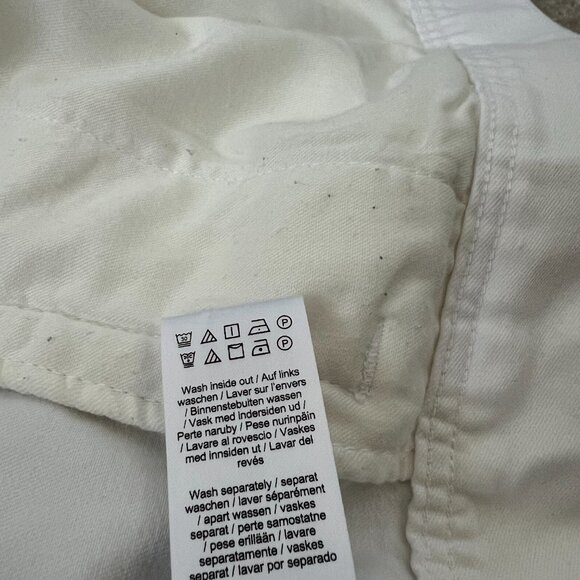 30 P
P
Wash inside out / Auf links
waschen / Laver sur l'envers
/ Binnenstebuiten wassen
/ Vask med indersiden ud /
Perte naruby / Pese nurinpäin
/ Lavare al rovescio / Vaskes
med innsiden ut / Lavar del
revés
Wash separately / separat
waschen / laver séparément
/ apart wassen / vaskes
separat / perte samostatne
/ pese erillään / lavare
separatamente / vaskes
separat / lavar por separado